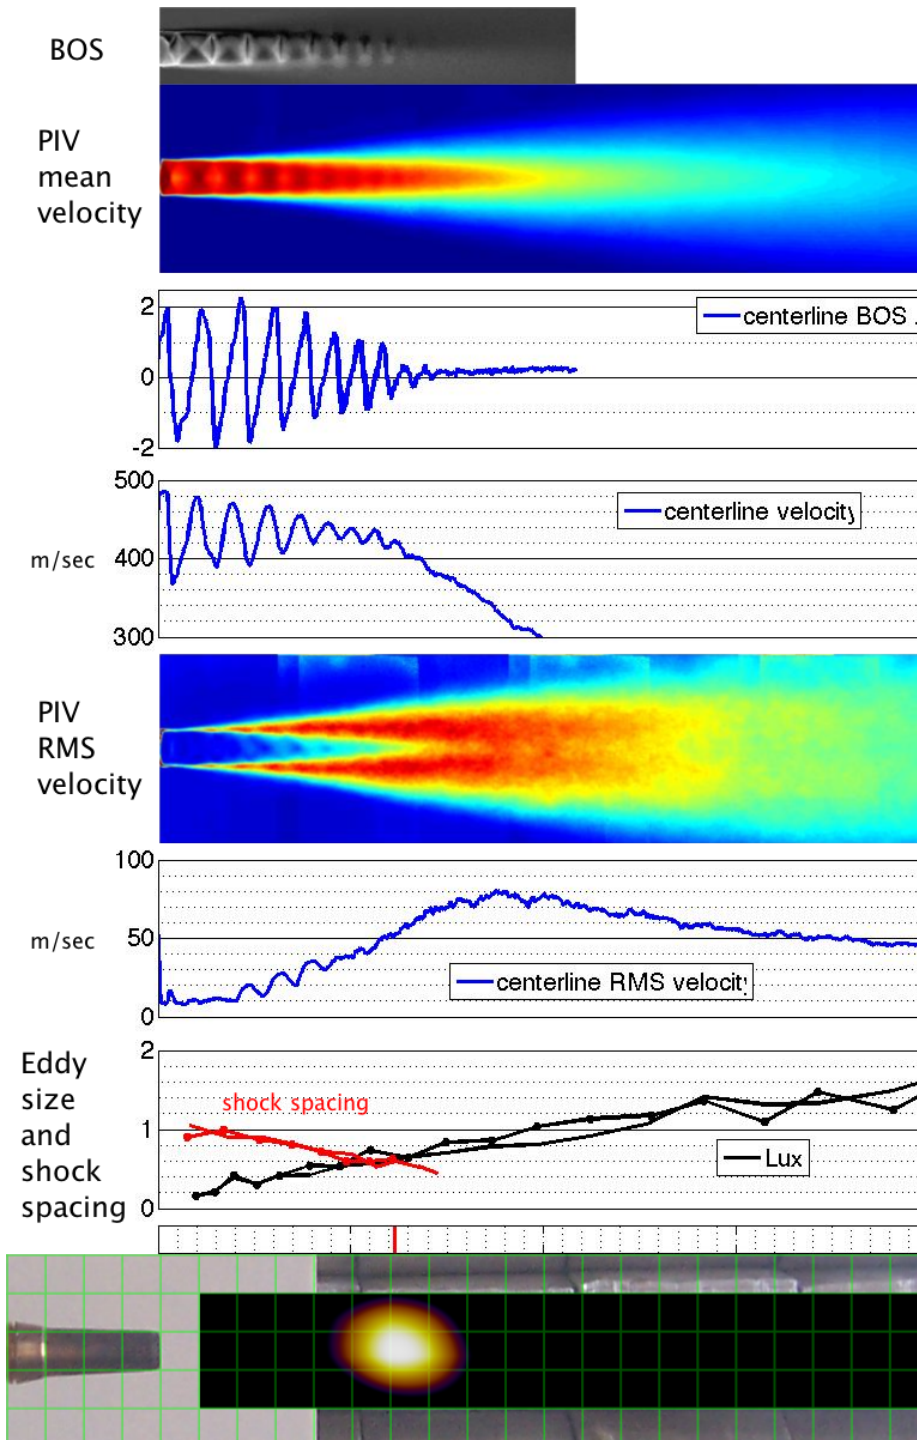 BOS
PIV
mean
velocity
2
0
-2
centerline BOS
500
400
300
m/sec
centerline velocity
PIV
RMS
velocity
100
50
0
m/sec
centerline RMS velocity
Eddy
size
and
shock
spacing
2
1
0
shock spacing
Lux